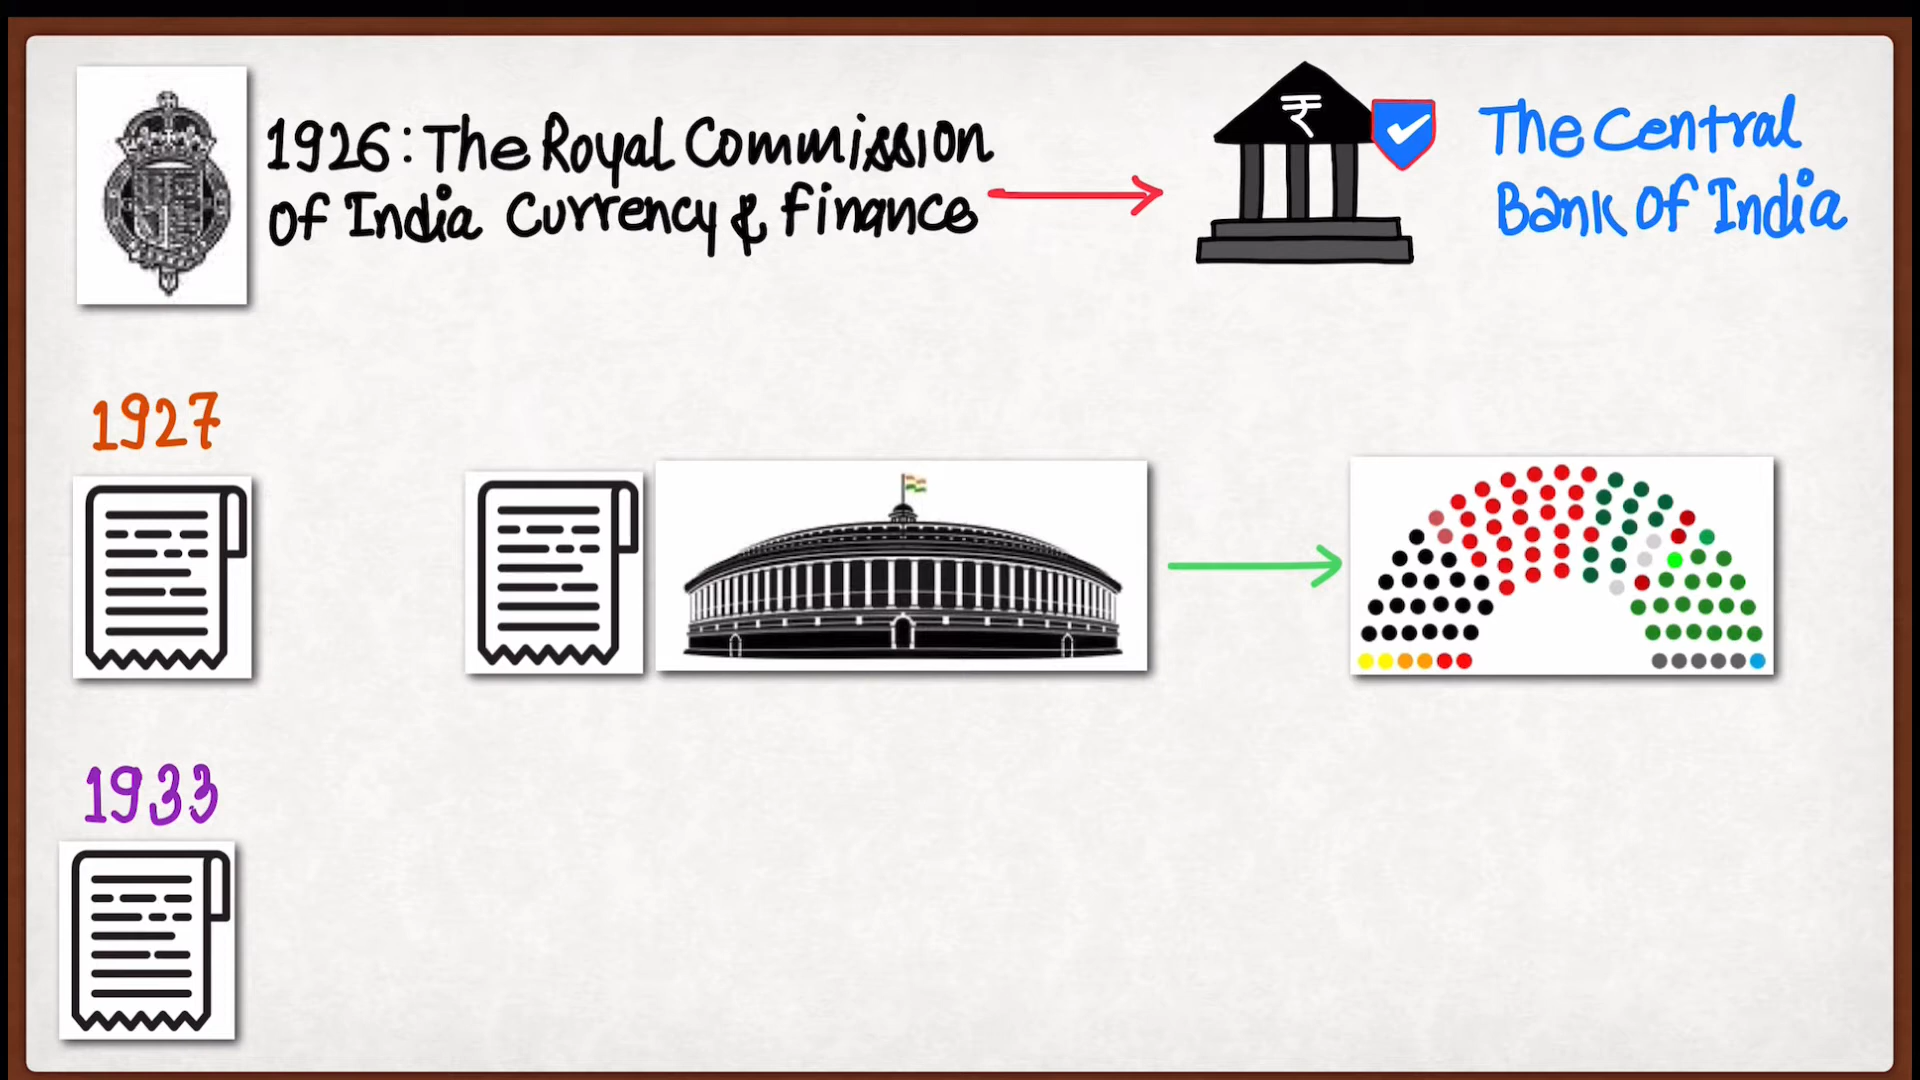 1926: The Royal Commission
of India Currency & Finance
₹
The Central
Bank of India
1927
1933